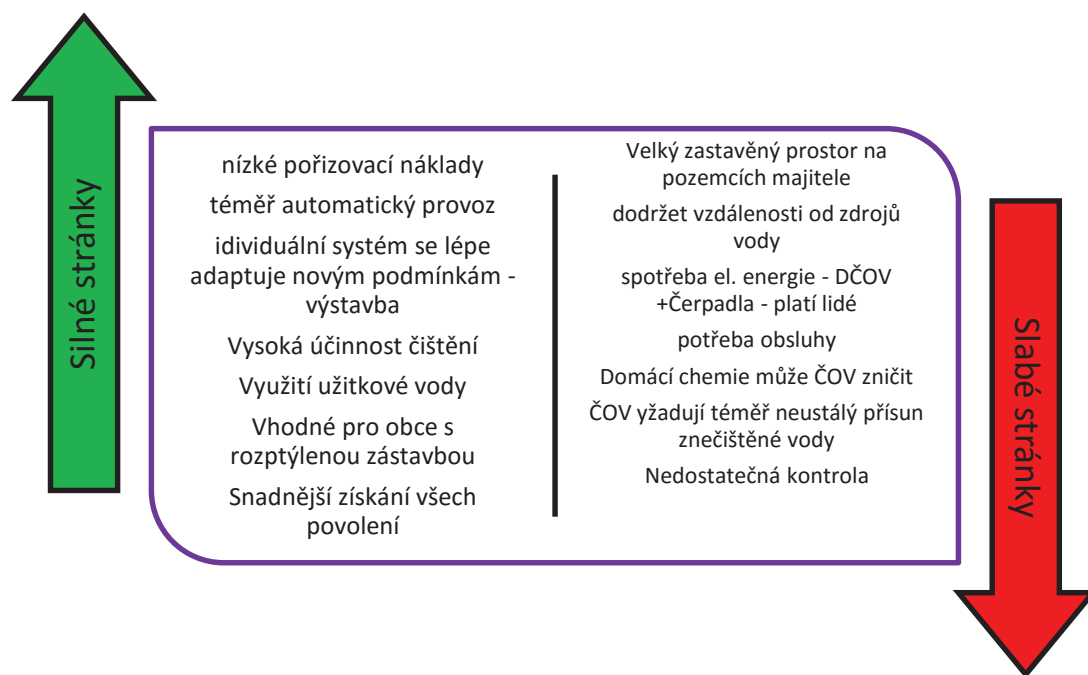 Silné stránky
nízké pořizovací náklady
téměř automatický provoz
idividuální systém se lépe
adaptuje novým podmínkám -
výstavba
Vysoká účinnost čištění
Využití užitkové vody
Vhodné pro obce s
rozptýlenou zástavbou
Snadnější získání všech
povolení
Velký zastavěný prostor na
pozemcích majitele
dodržet vzdálenosti od zdrojů
vody
spotřeba el. energie - DČOV
+Čerpadla - platí lidé
potřeba obsluhy
Domácí chemie může ČOV zničit
ČOV yžadují téměř neustálý přísun
znečištěné vody
Nedostatečná kontrola
Slabé stránky